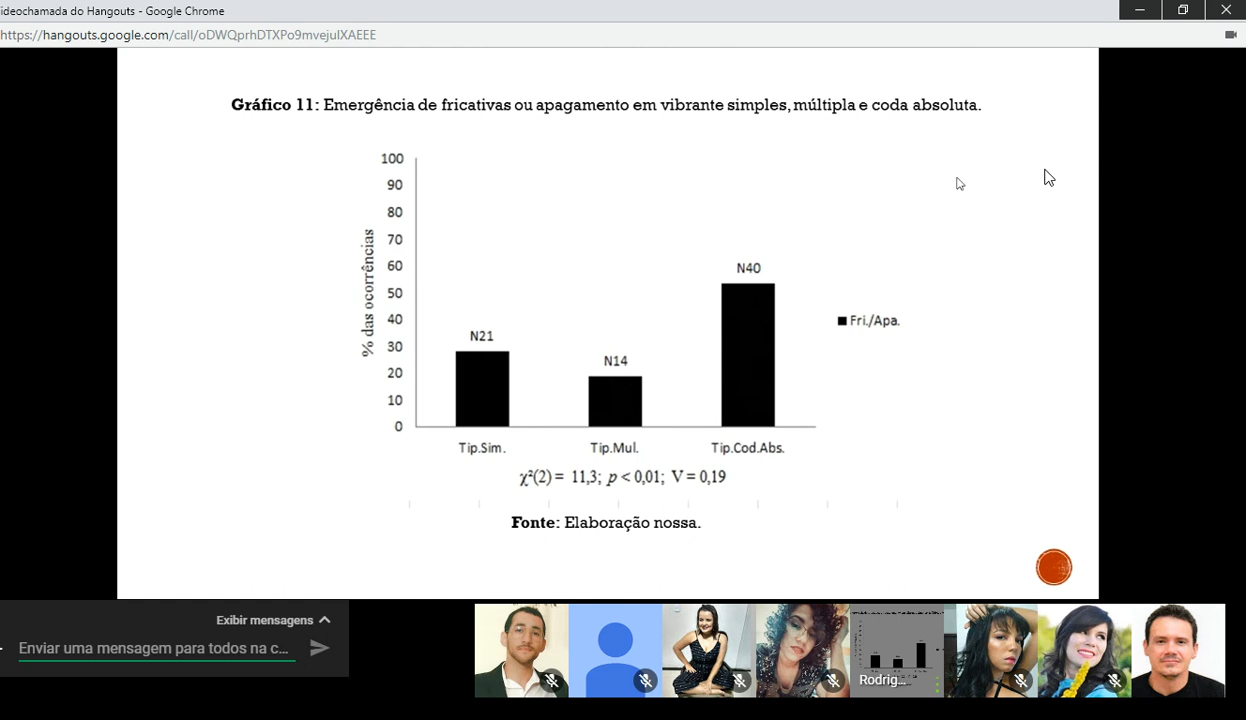 ideochamada do Hangouts - Google Chrome
https://hangouts.google.com/call/oDWQprhDTXPo9mvejuIXAEEE
Gráfico 11: Emergência de fricativas ou apagamento em vibrante simples, múltipla e coda absoluta.
100
90
80
70
60
50
40
30
20
10
0
% das ocorrências
N21
N14
N40
Fri./Apa.
Tip.Sim.
Tip.Mul.
Tip.Cod.Abs.
χ²(2) = 11,3; p < 0,01; V = 0,19
Fonte: Elaboração nossa.
Exibir mensagens
Enviar uma mensagem para todos na c...
Rodrig...